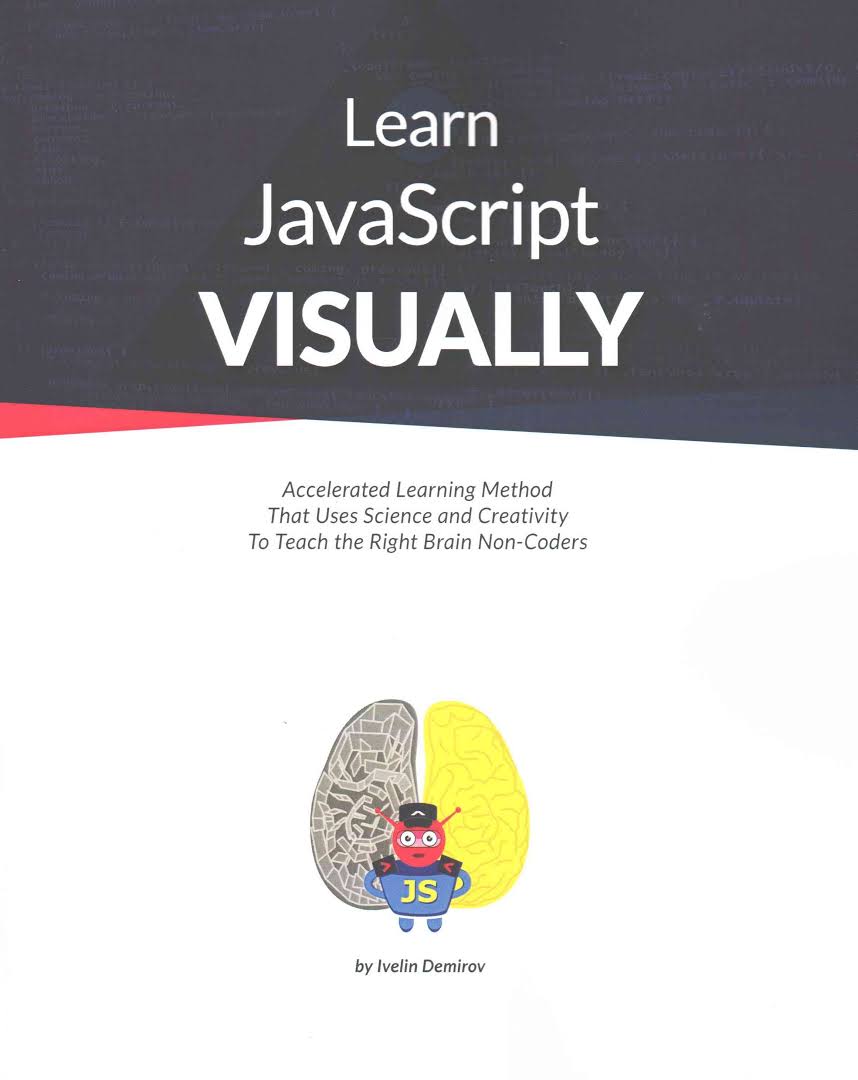 Learn
JavaScript
VISUALLY
Accelerated Learning Method
That Uses Science and Creativity
To Teach the Right Brain Non-Coders
JS
by Ivelin Demirov